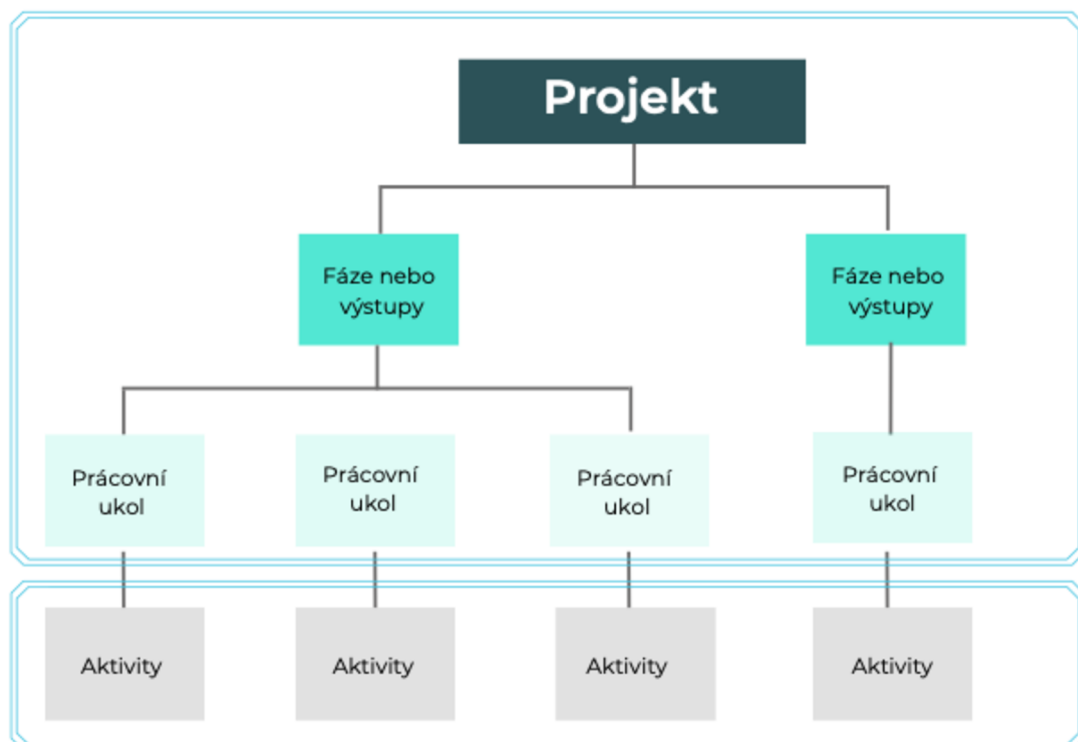 Projekt
Fáze nebo
výstupy
Fáze nebo
výstupy
Prácovní
ukol
Prácovní
ukol
Prácovní
ukol
Prácovní
ukol
Aktivity
Aktivity
Aktivity
Aktivity